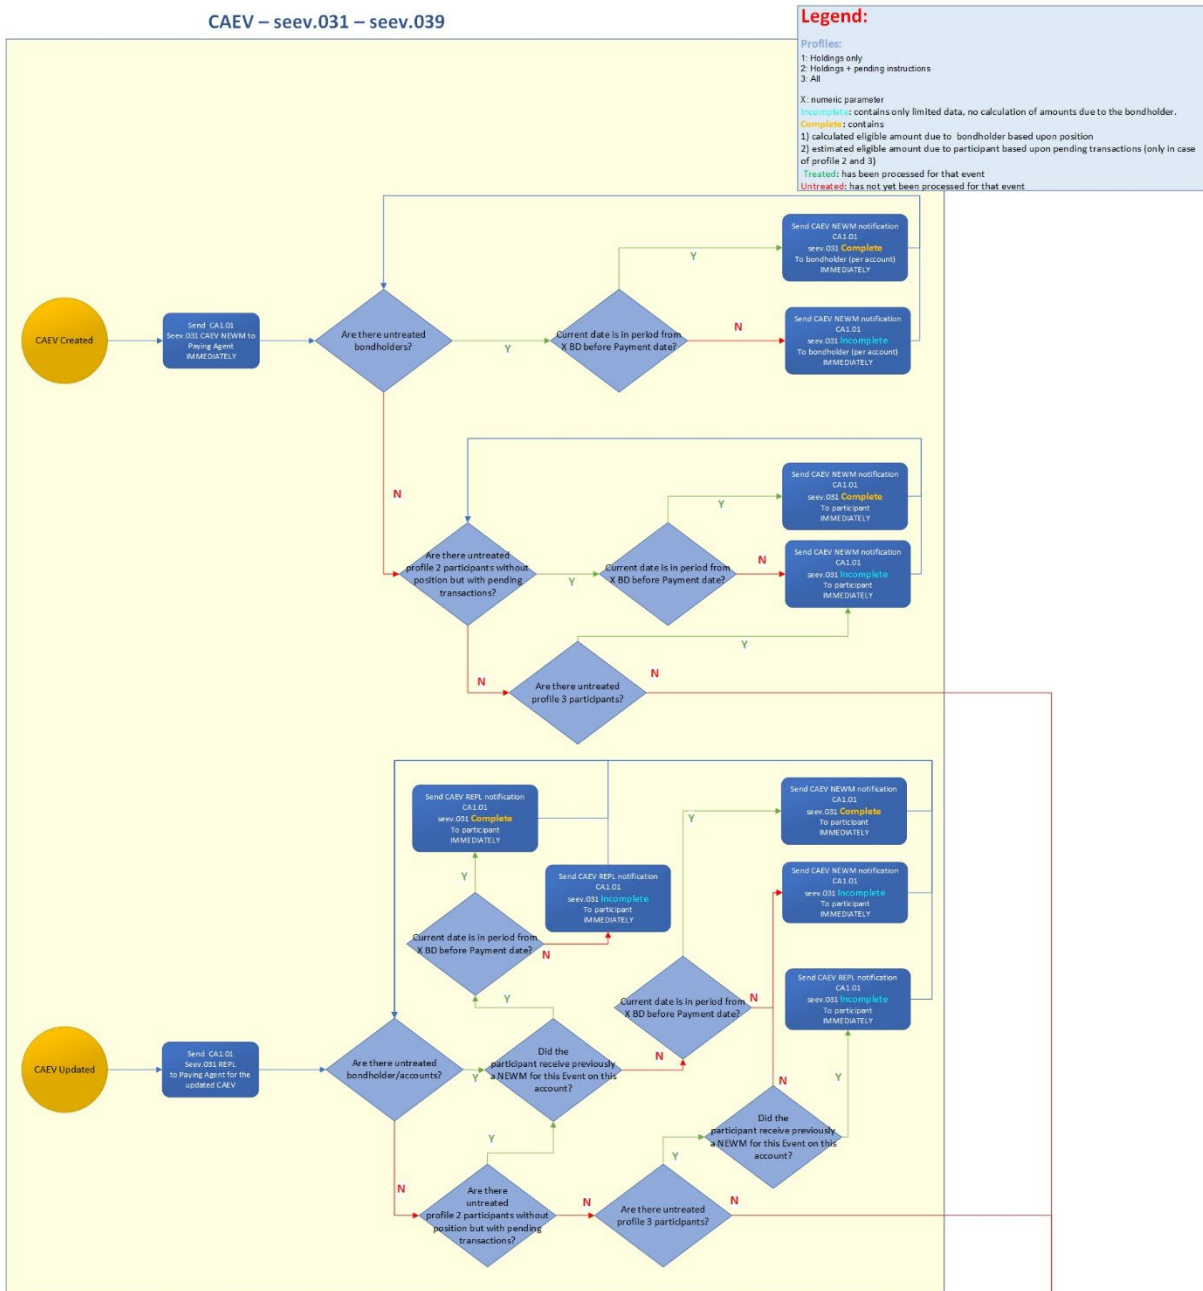 CAEV – seev.031 – seev.039
Legend:
Profiles:
1: Holdings only
2: Holdings + pending instructions
3: All
X: numeric parameter
Incomplete: contains only limited data, no calculation of amounts due to the bondholder.
Complete: contains
1) calculated eligible amount due to bondholder based upon position
2) estimated eligible amount due to participant based upon pending transactions (only in case
of profile 2 and 3)
Treated: has been processed for that event
Untreated: has not yet been processed for that event
CAEV Created
Send CA1.01
Seev.031 CAEV NEWM to
Paying Agent
IMMEDIATELY
Are there untreated
bondholders?
Y
Current date is in period from
X BD before Payment date?
Y
Send CAEV NEWM notification
CA1.01
seev.031 Complete
To bondholder (per account)
IMMEDIATELY
N
Send CAEV NEWM notification
CA1.01
seev.031 Incomplete
To bondholder (per account)
IMMEDIATELY
N
Are there untreated
profile 2 participants without
position but with pending
transactions?
Y
Current date is in period from
X BD before Payment date?
Y
Send CAEV NEWM notification
CA1.01
seev.031 Complete
To participant
IMMEDIATELY
N
Send CAEV NEWM notification
CA1.01
seev.031 Incomplete
To participant
IMMEDIATELY
N
Are there untreated
profile 3 participants?
Y
N
CAEV Updated
Send CA1.01
Seev.031 REPL
to Paying Agent for the
updated CAEV
Are there untreated
bondholder/accounts?
Y
Did the
participant receive previously
a NEWM for this Event on this
account?
Y
Current date is in period from
X BD before Payment date?
Y
Send CAEV REPL notification
CA1.01
seev.031 Complete
To participant
IMMEDIATELY
N
Send CAEV REPL notification
CA1.01
seev.031 Incomplete
To participant
IMMEDIATELY
N
Current date is in period from
X BD before Payment date?
Y
Send CAEV NEWM notification
CA1.01
seev.031 Complete
To participant
IMMEDIATELY
N
Send CAEV NEWM notification
CA1.01
seev.031 Incomplete
To participant
IMMEDIATELY
Send CAEV REPL notification
CA1.01
seev.031 Incomplete
To participant
IMMEDIATELY
Y
N
Did the
participant receive previously
a NEWM for this Event on this
account?
N
Are there
untreated
profile 2 participants without
position but with pending
transactions?
Y
N
Are there untreated
profile 3 participants?
Y
N